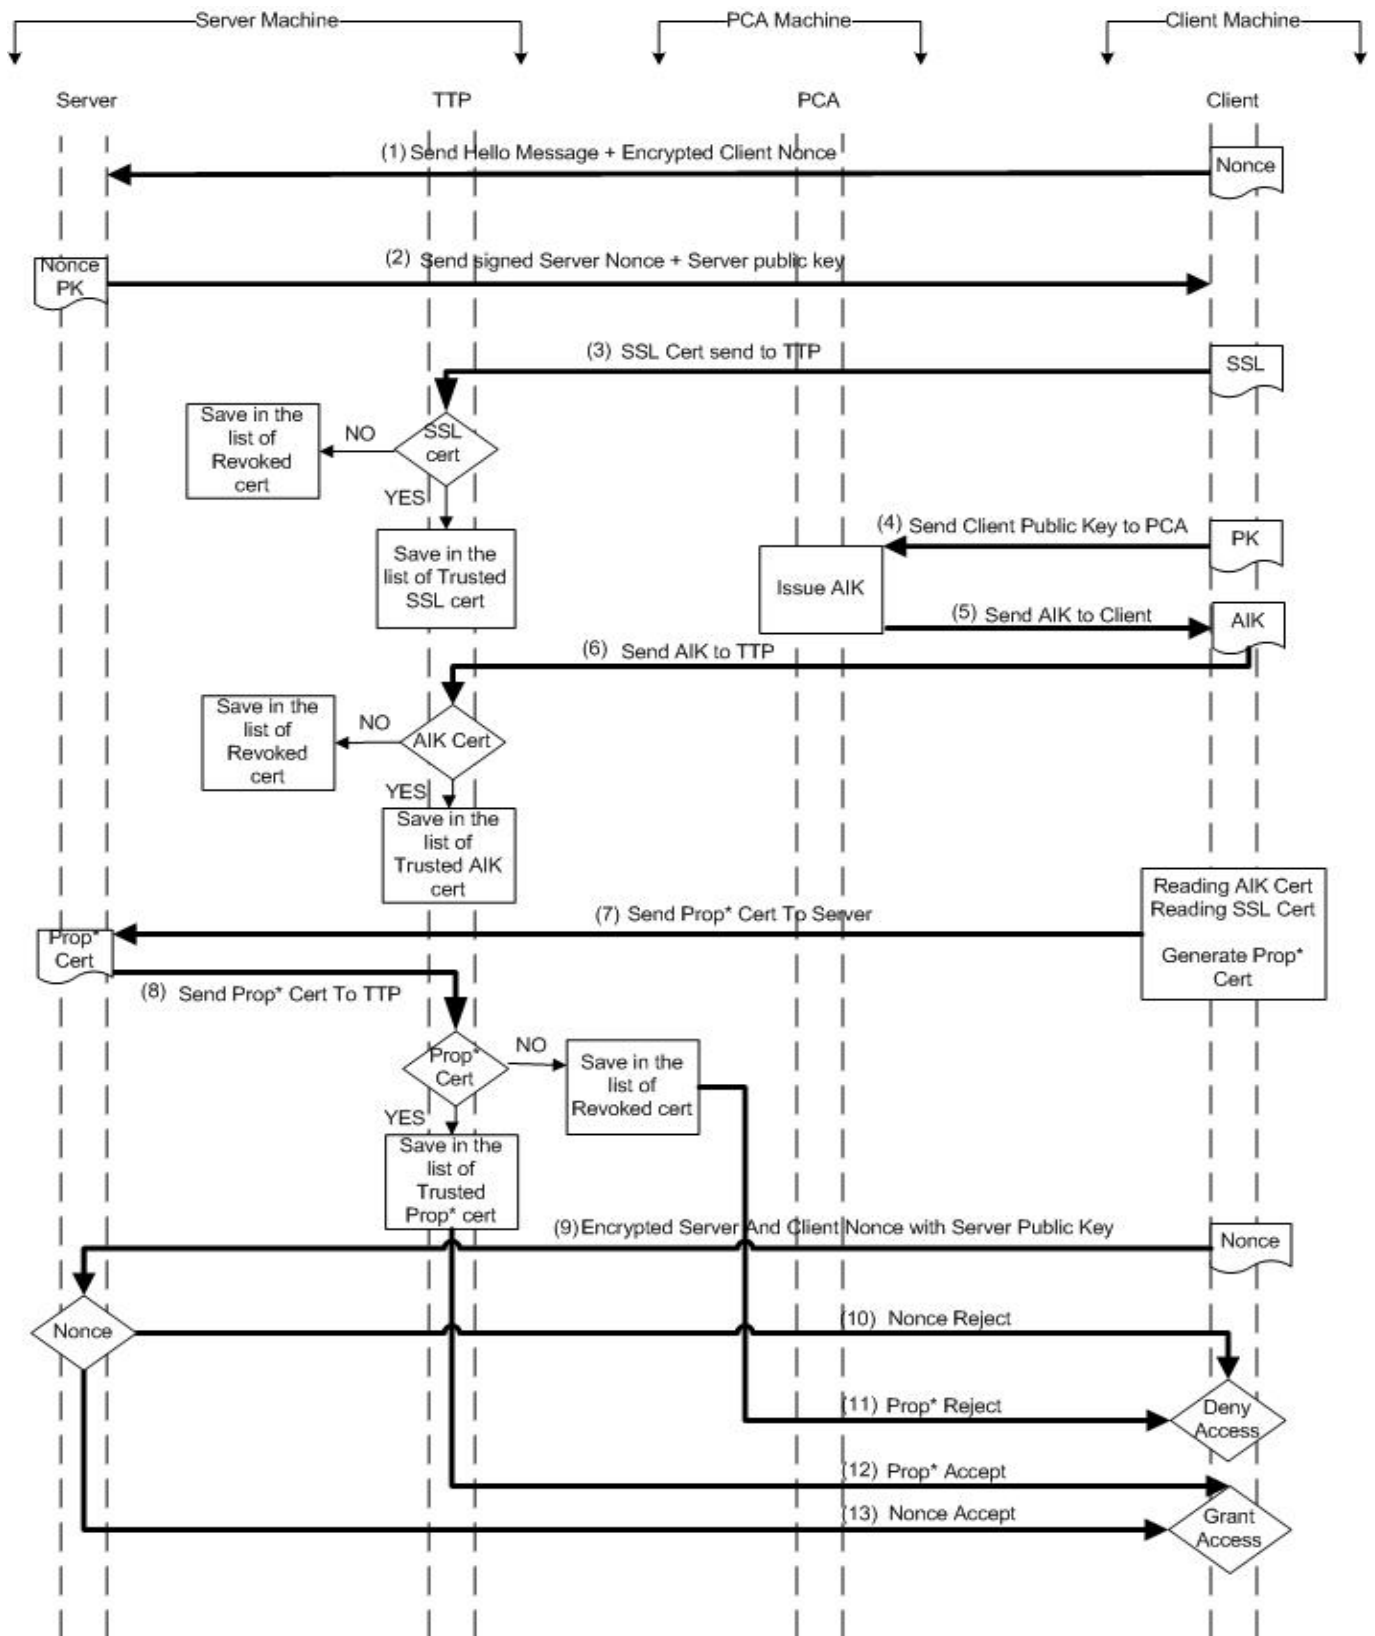 Server Machine
PCA Machine
Client Machine
Server
TTP
PCA
Client
(1) Send Hello Message + Encrypted Client Nonce
Nonce
(2) Send signed Server Nonce + Server public key
Nonce
PK
(3) SSL Cert send to TTP
SSL
Save in the
list of
Revoked
cert
NO
SSL
cert
YES
Save in the
list of Trusted
SSL cert
(4) Send Client Public Key to PCA
PK
Issue AIK
(5) Send AIK to Client
AIK
(6) Send AIK to TTP
Save in the
list of
Revoked
cert
NO
AIK Cert
YES
Save in the
list of
Trusted AIK
cert
Reading AIK Cert
Reading SSL Cert
Generate Prop*
Cert
(7) Send Prop* Cert To Server
Prop*
Cert
(8) Send Prop* Cert To TTP
Prop*
Cert
NO
Save in the
list of
Revoked cert
YES
Save in the
list of
Trusted
Prop* cert
(9) Encrypted Server And Client Nonce with Server Public Key
Nonce
Nonce
(10) Nonce Reject
(11) Prop* Reject
Deny
Access
(12) Prop* Accept
(13) Nonce Accept
Grant
Access